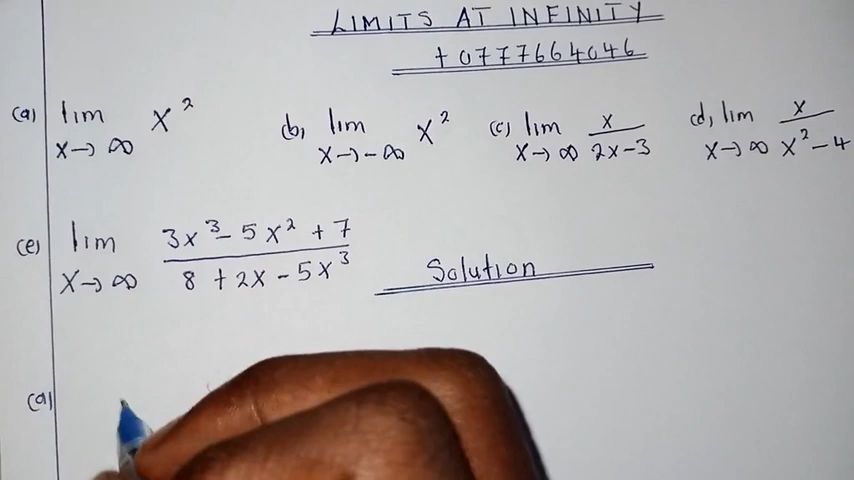 LIMITS AT INFINITY
+0777664046
(a) lim x→∞ x²
(b) lim x→-∞ x²
(c) lim x→∞ x/(2x-3)
(d) lim x→∞ x/(x²-4)
(e) lim x→∞ (3x³-5x²+7)/(8+2x-5x³)
Solution
(a)